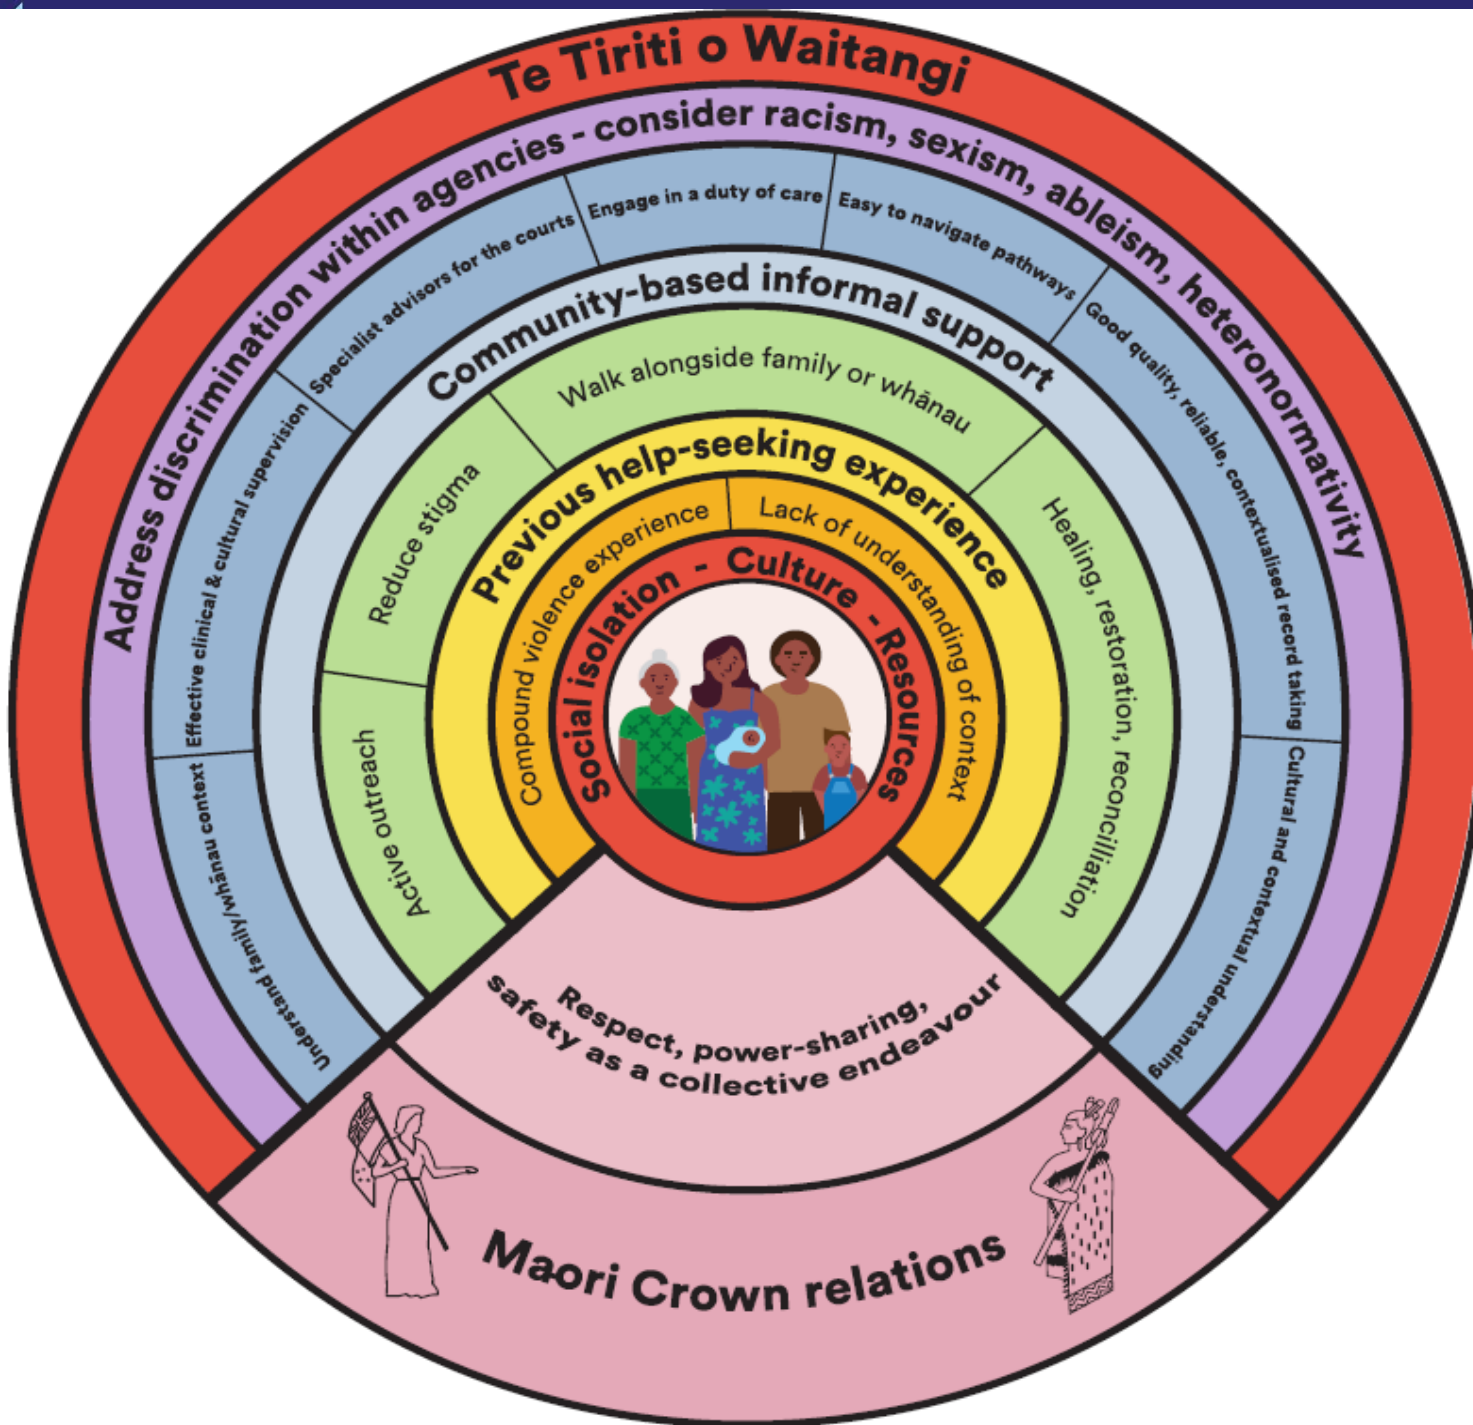 Te Tiriti o Waitangi
Address discrimination within agencies - consider racism, sexism, ableism, heteronormativity
Understand family/whānau context
Effective clinical & cultural supervision
Specialist advisors for the courts
Engage in a duty of care
Easy to navigate pathways
Good quality, reliable, contextualised record taking
Cultural and contextual understanding
Community-based informal support
Active outreach
Reduce stigma
Walk alongside family or whānau
Healing, restoration, reconcilliation
Previous help-seeking experience
Compound violence experience
Lack of understanding of context
Social isolation - Culture - Resources
Respect, power-sharing,
safety as a collective endeavour
Maori Crown relations